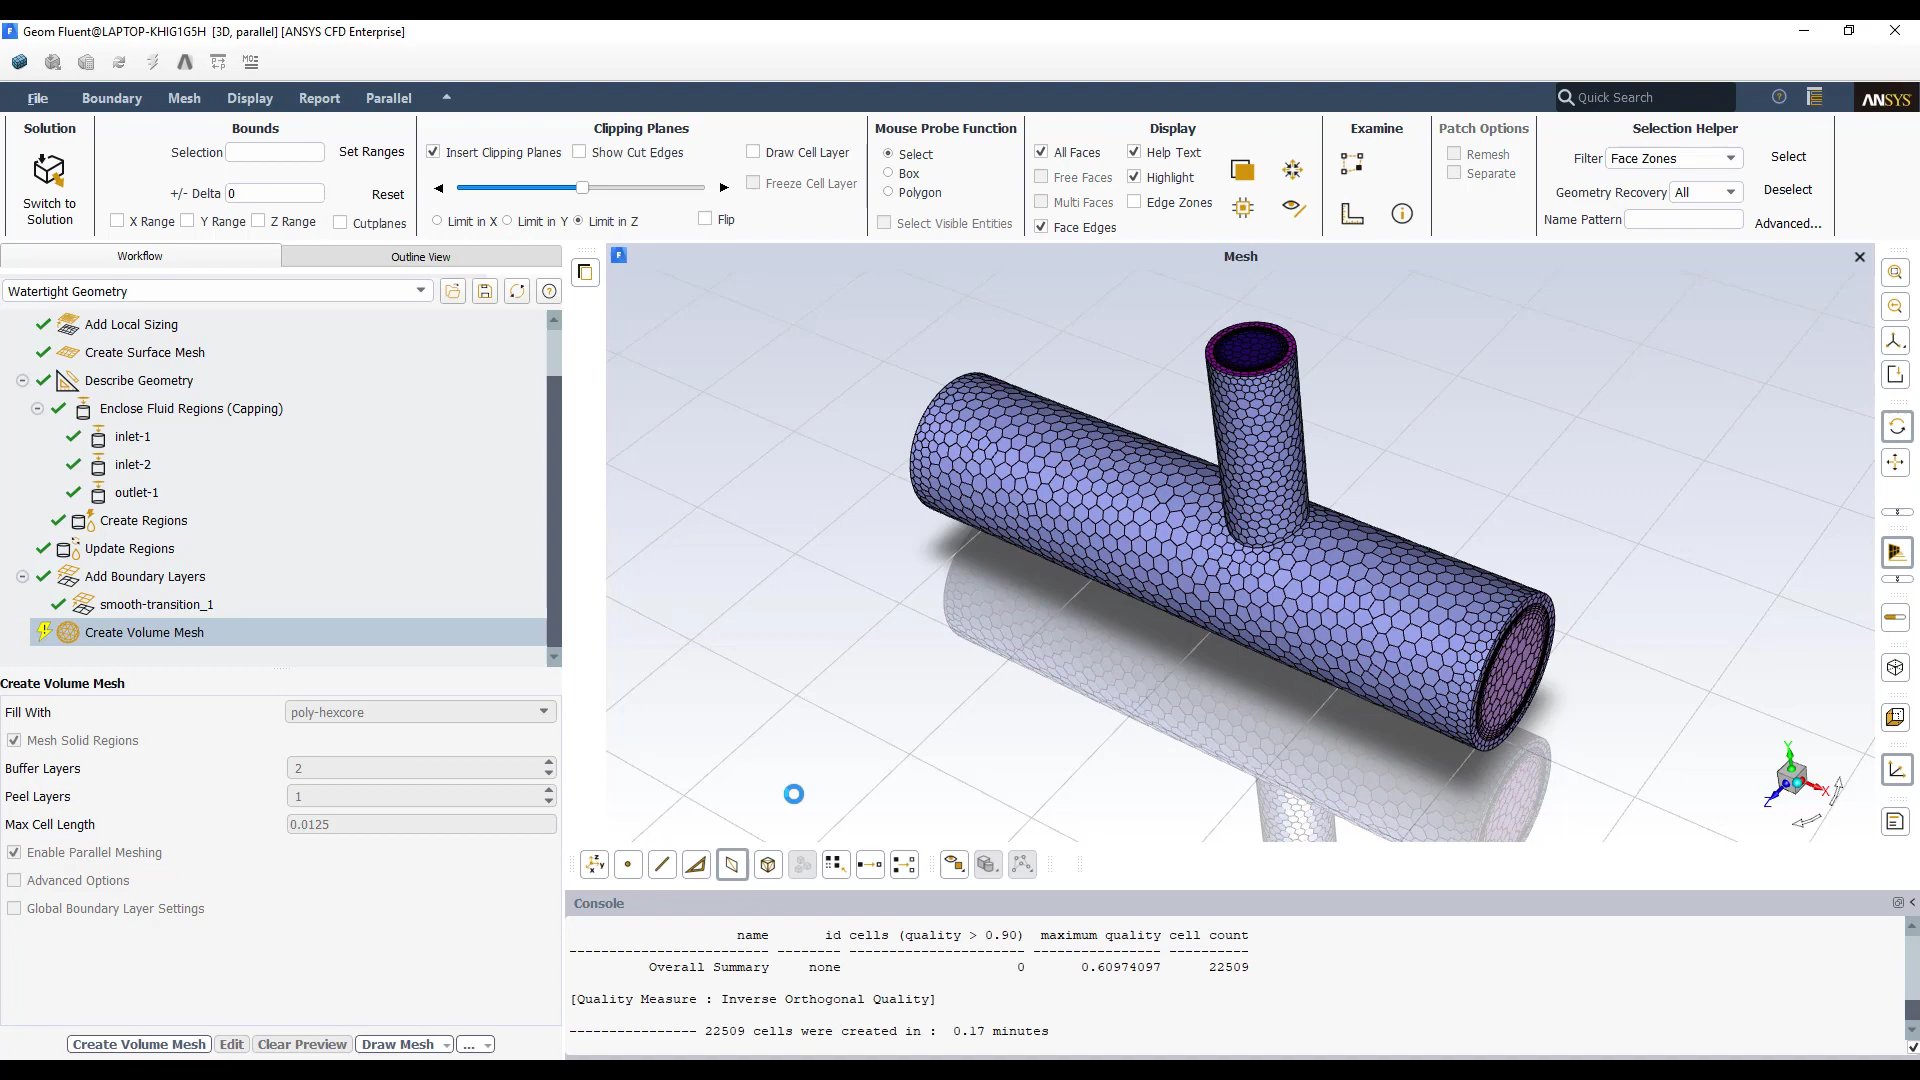 Geom Fluent@LAPTOP-KHIG1G5H [3D, parallel] [ANSYS CFD Enterprise]
File Boundary Mesh Display Report Parallel Quick Search ANSYS
Solution
Switch to
Solution
Bounds
Selection Set Ranges
+/- Delta 0 Reset
X Range Y Range Z Range Cutplanes
Clipping Planes
Insert Clipping Planes Show Cut Edges Draw Cell Layer
Freeze Cell Layer
Limit in X Limit in Y Limit in Z Flip
Mouse Probe Function
Select
Box
Polygon
Select Visible Entities
Display
All Faces Help Text
Free Faces Highlight
Multi Faces Edge Zones
Face Edges
Examine
Patch Options
Remesh
Separate
Selection Helper
Filter Face Zones Select
Geometry Recovery All Deselect
Name Pattern Advanced...
Workflow Outline View
Watertight Geometry
Add Local Sizing
Create Surface Mesh
Describe Geometry
Enclose Fluid Regions (Capping)
inlet-1
inlet-2
outlet-1
Create Regions
Update Regions
Add Boundary Layers
smooth-transition_1
Create Volume Mesh
Create Volume Mesh
Fill With poly-hexcore
Mesh Solid Regions
Buffer Layers 2
Peel Layers 1
Max Cell Length 0.0125
Enable Parallel Meshing
Advanced Options
Global Boundary Layer Settings
Create Volume Mesh Edit Clear Preview Draw Mesh ...
Mesh
Y
X
Z
Console
name id cells (quality > 0.90) maximum quality cell count
------------------------- -------- ---------------------- ---------------- ----------
Overall Summary none 0 0.60974097 22509
[Quality Measure : Inverse Orthogonal Quality]
---------------- 22509 cells were created in : 0.17 minutes